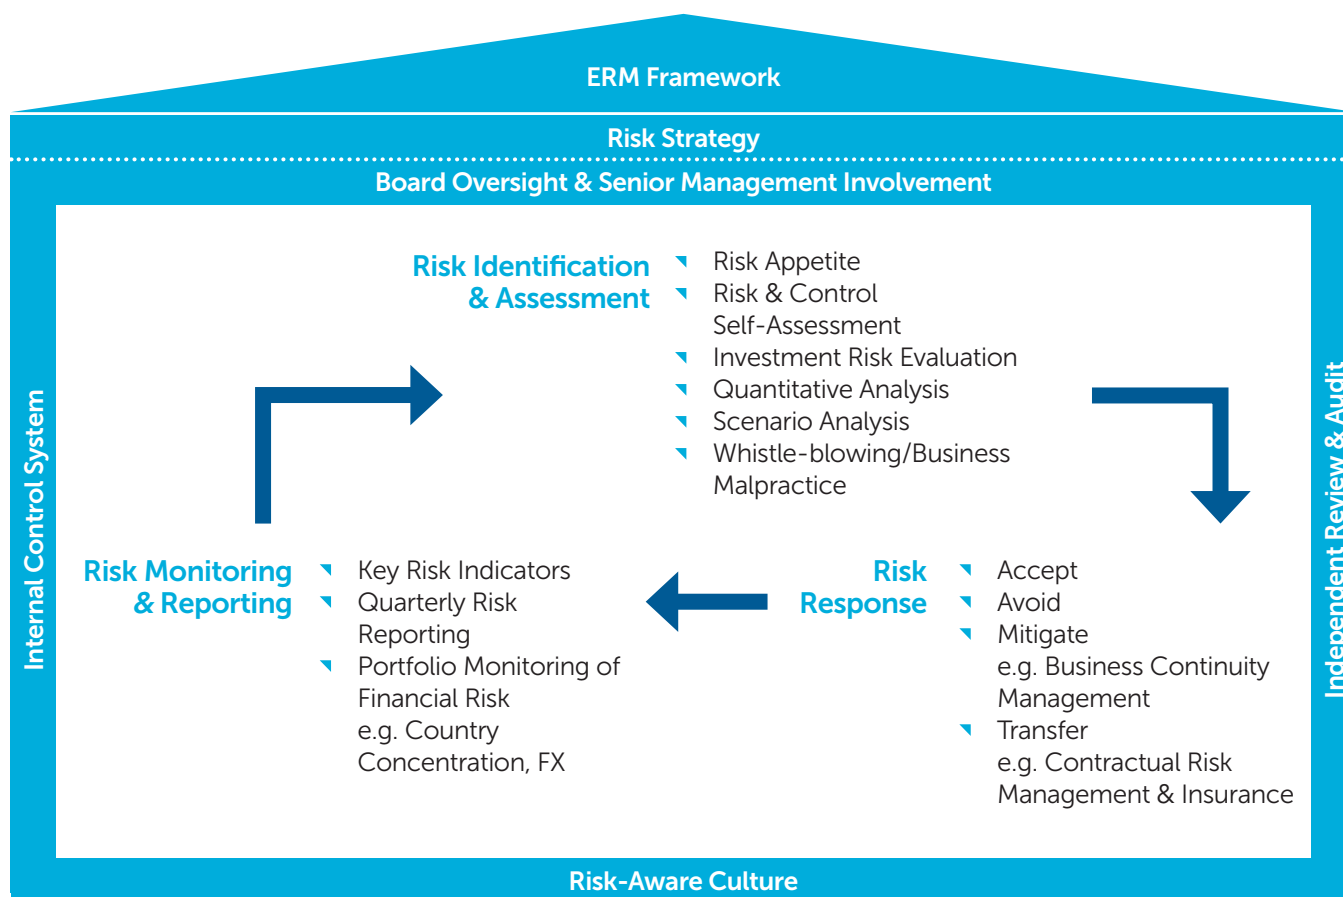 ERM Framework
Risk Strategy
Board Oversight & Senior Management Involvement
Internal Control System
Risk Identification
& Assessment
Risk Appetite
Risk & Control
Self-Assessment
Investment Risk Evaluation
Quantitative Analysis
Scenario Analysis
Whistle-blowing/Business
Malpractice
Risk Monitoring
& Reporting
Key Risk Indicators
Quarterly Risk
Reporting
Portfolio Monitoring of
Financial Risk
e.g. Country
Concentration, FX
Risk
Response
Accept
Avoid
Mitigate
e.g. Business Continuity
Management
Transfer
e.g. Contractual Risk
Management & Insurance
Independent Review & Audit
Risk-Aware Culture